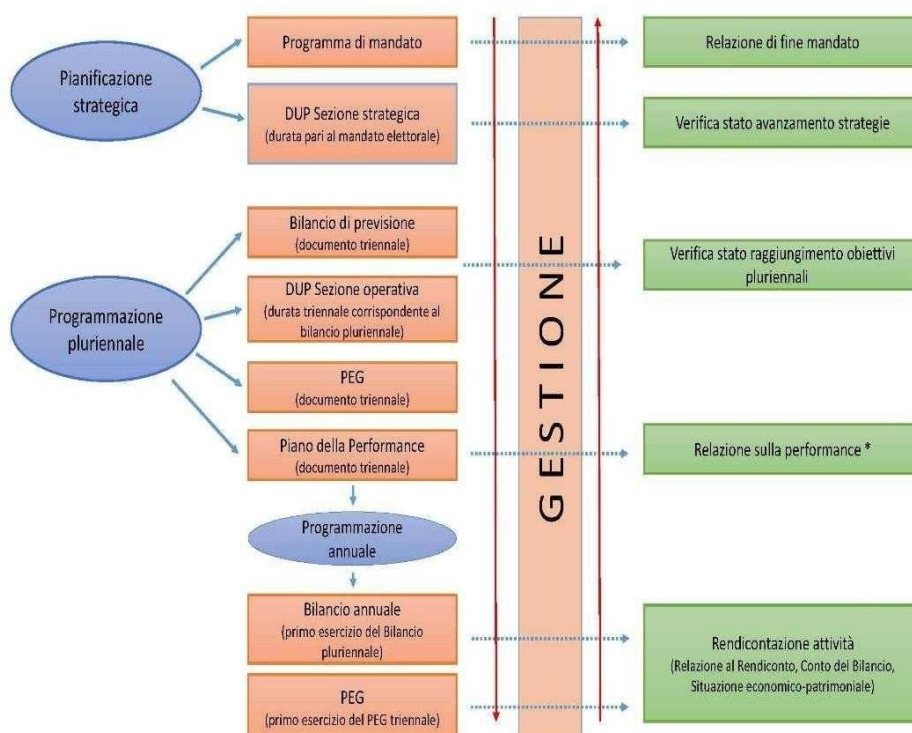 Pianificazione
strategica
Programma di mandato
Relazione di fine mandato
DUP Sezione strategica
(durata pari al mandato elettorale)
Verifica stato avanzamento strategie
Programmazione
pluriennale
Bilancio di previsione
(documento triennale)
DUP Sezione operativa
(durata triennale corrispondente al
bilancio pluriennale)
Verifica stato raggiungimento obiettivi
pluriennali
PEG
(documento triennale)
Piano della Performance
(documento triennale)
Relazione sulla performance *
GESTIONE
Programmazione
annuale
Bilancio annuale
(primo esercizio del Bilancio
pluriennale)
PEG
(primo esercizio del PEG triennale)
Rendicontazione attività
(Relazione al Rendiconto, Conto del Bilancio,
Situazione economico-patrimoniale)